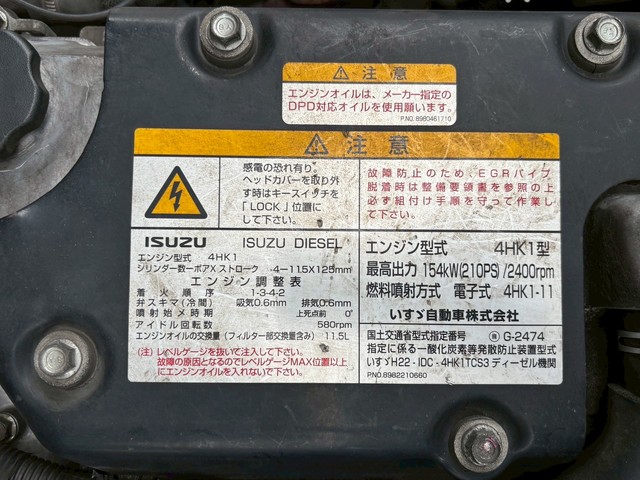 ⚠ 注意
エンジンオイルは、メーカー指定の
DPD対応オイルを使用願います。
P.NO. 8980461710
⚠ 注意
感電の恐れ有り。
ヘッドカバーを取り外
す時はキースイッチを
「LOCK」位置に
して下さい。
故障防止のため、EGRパイプ
脱着時は整備要領書を参照の上
必ず組付け手順を守って作業し
て下さい。
ISUZU ISUZU DIESEL
エンジン型式 4HK1
シリンダー数−ボアXストローク 4−115X125mm
エンジン調整表
着火順序 1-3-4-2
弁スキマ(冷間) 吸気0.6mm 排気0.6mm
噴射始メ時期 上死点前 0°
アイドル回転数 580rpm
エンジンオイルの交換量(フィルター部交換量含み) 11.5L
(注)レベルゲージを抜いて注入して下さい。
故障の原因となるのでレベルゲージMAX位置以上
にエンジンオイルを入れないで下さい。
エンジン型式 4HK1型
最高出力 154kW(210PS)/2400rpm
燃料噴射方式 電子式 4HK1-11
いすゞ自動車株式会社
国土交通省型式指定番号 G-2474
指定に係る一酸化炭素等発散防止装置型式
いすゞH22-IDC-4HK1TCS3 ディーゼル機関
P.NO. 8982210660